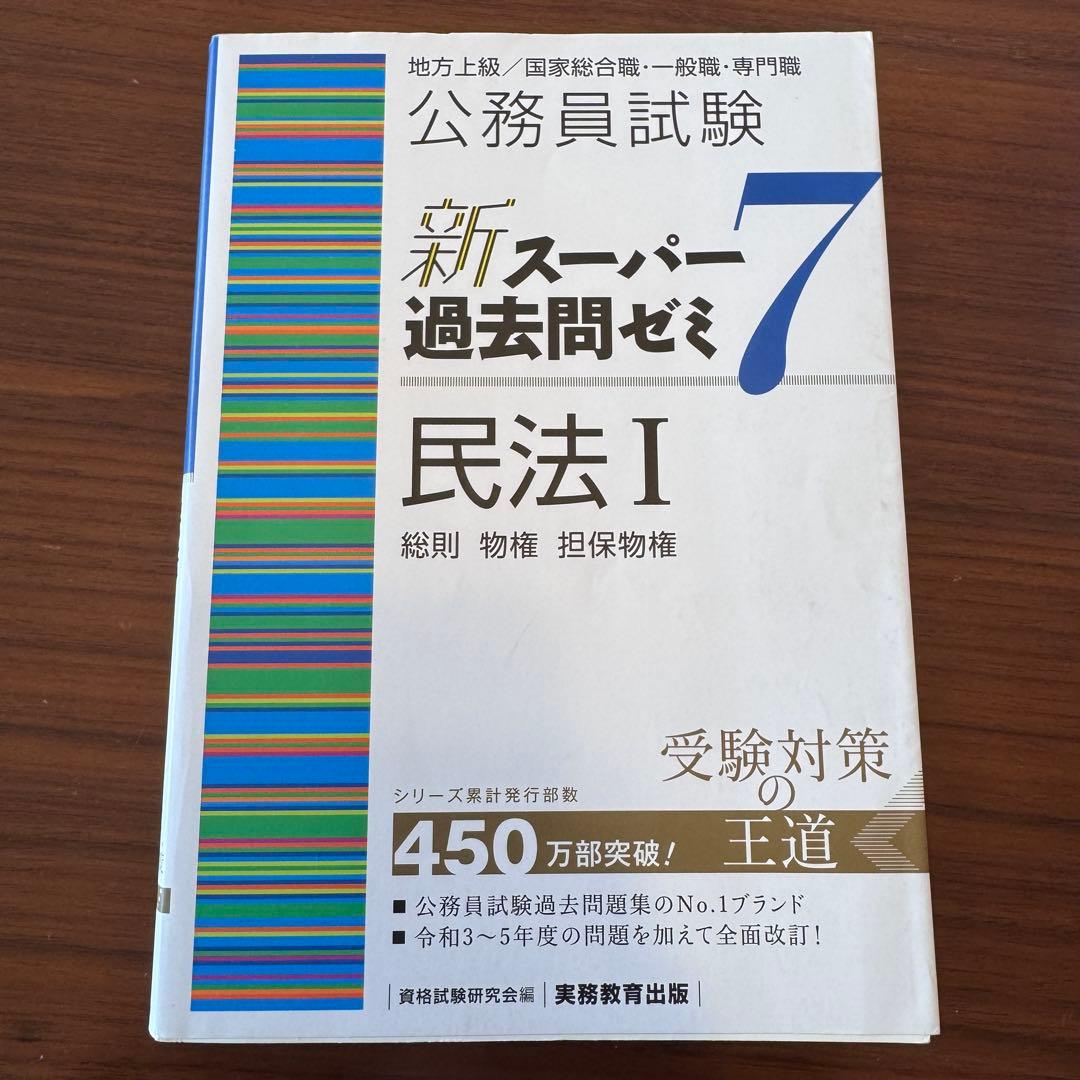 地方上級／国家総合職・一般職・専門職
公務員試験
新スーパー
過去問ゼミ7
民法Ⅰ
総則 物権 担保物権
受験対策
の
王道
シリーズ累計発行部数
450万部突破！
■ 公務員試験過去問題集のNo.1ブランド
■ 令和3～5年度の問題を加えて全面改訂！
資格試験研究会編｜実務教育出版